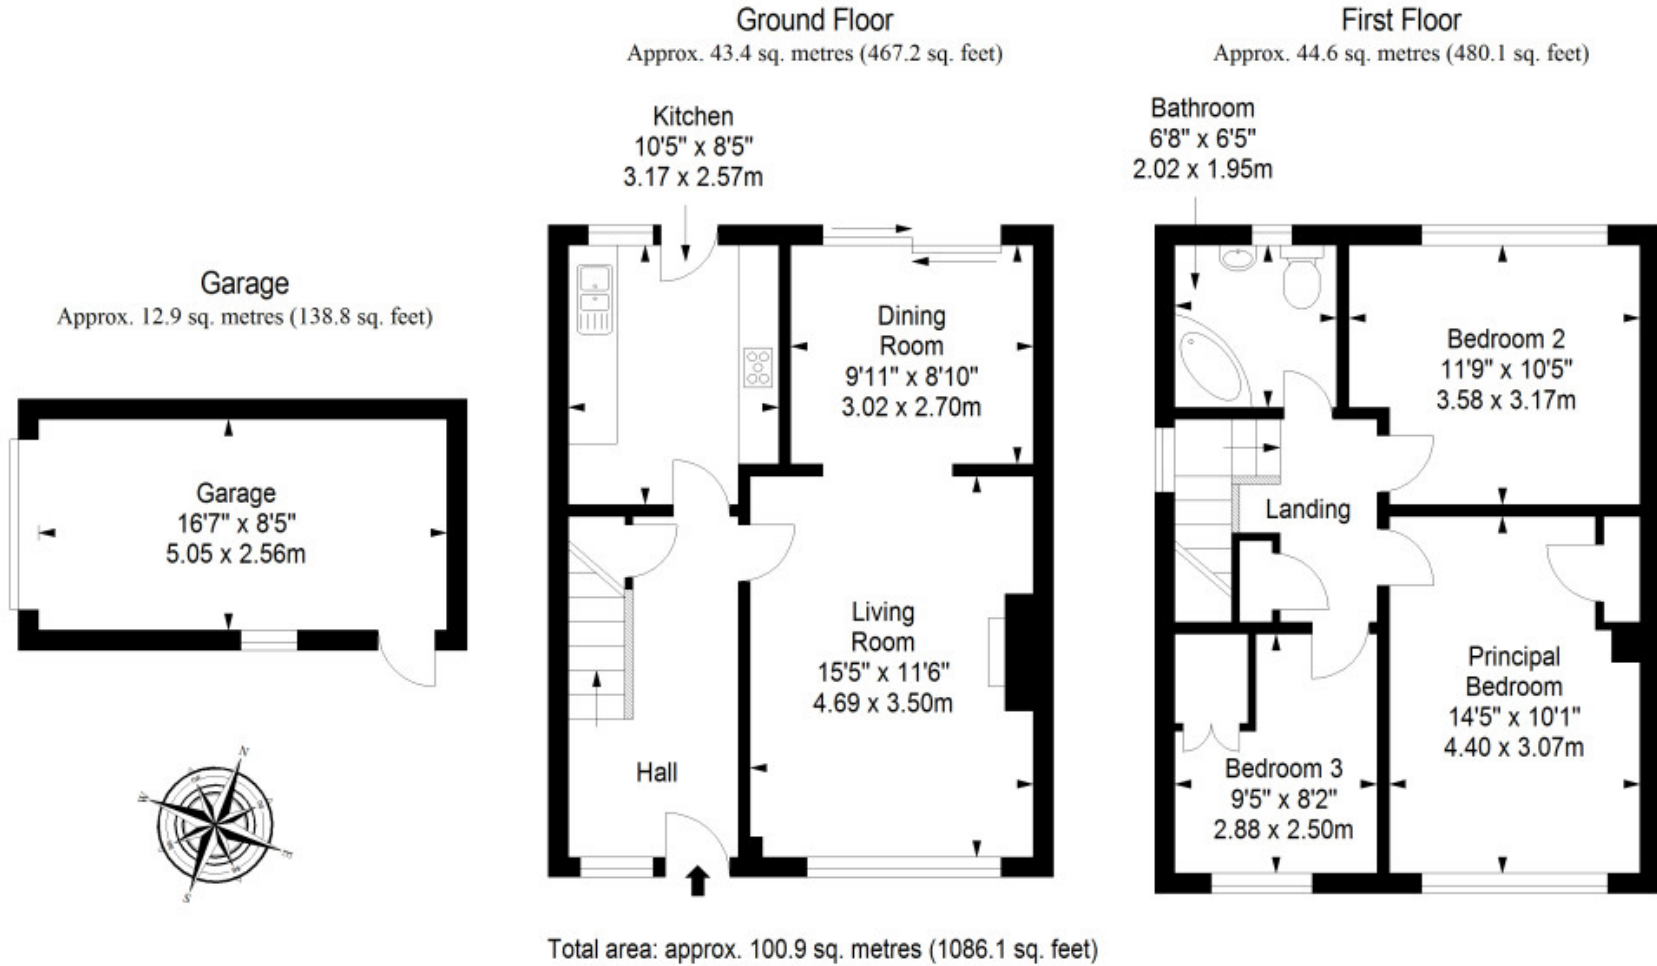 Ground Floor
Approx. 43.4 sq. metres (467.2 sq. feet)
First Floor
Approx. 44.6 sq. metres (480.1 sq. feet)
Kitchen
10'5" x 8'5"
3.17 x 2.57m
Bathroom
6'8" x 6'5"
2.02 x 1.95m
Garage
Approx. 12.9 sq. metres (138.8 sq. feet)
Dining
Room
9'11" x 8'10"
3.02 x 2.70m
Bedroom 2
11'9" x 10'5"
3.58 x 3.17m
Garage
16'7" x 8'5"
5.05 x 2.56m
Landing
Living
Room
15'5" x 11'6"
4.69 x 3.50m
Principal
Bedroom
14'5" x 10'1"
4.40 x 3.07m
Hall
Bedroom 3
9'5" x 8'2"
2.88 x 2.50m
N
W
E
S
Total area: approx. 100.9 sq. metres (1086.1 sq. feet)